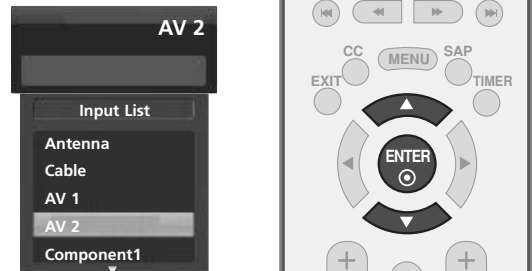 AV 2
Input List
Antenna
Cable
AV 1
AV 2
Component1
CC
MENU
SAP
EXIT
TIMER
ENTER